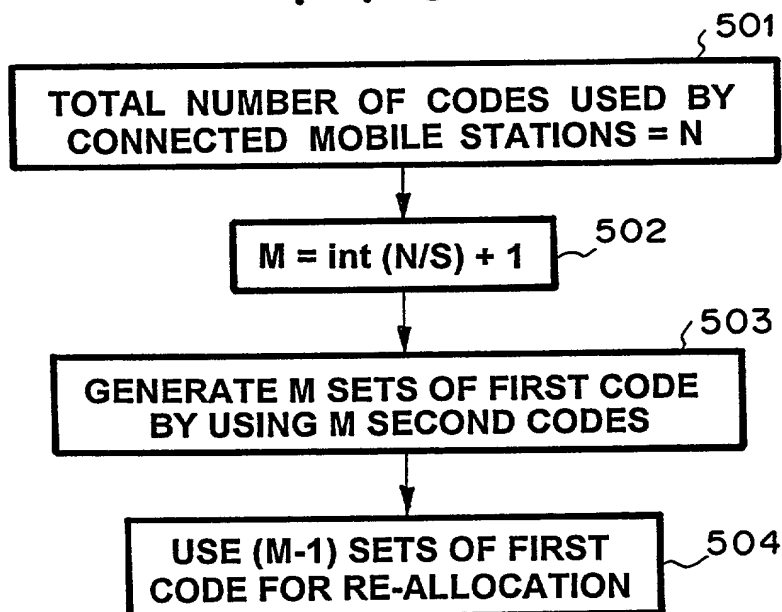 501
TOTAL NUMBER OF CODES USED BY
CONNECTED MOBILE STATIONS = N
502
M = int (N/S) + 1
503
GENERATE M SETS OF FIRST CODE
BY USING M SECOND CODES
504
USE (M-1) SETS OF FIRST
CODE FOR RE-ALLOCATION